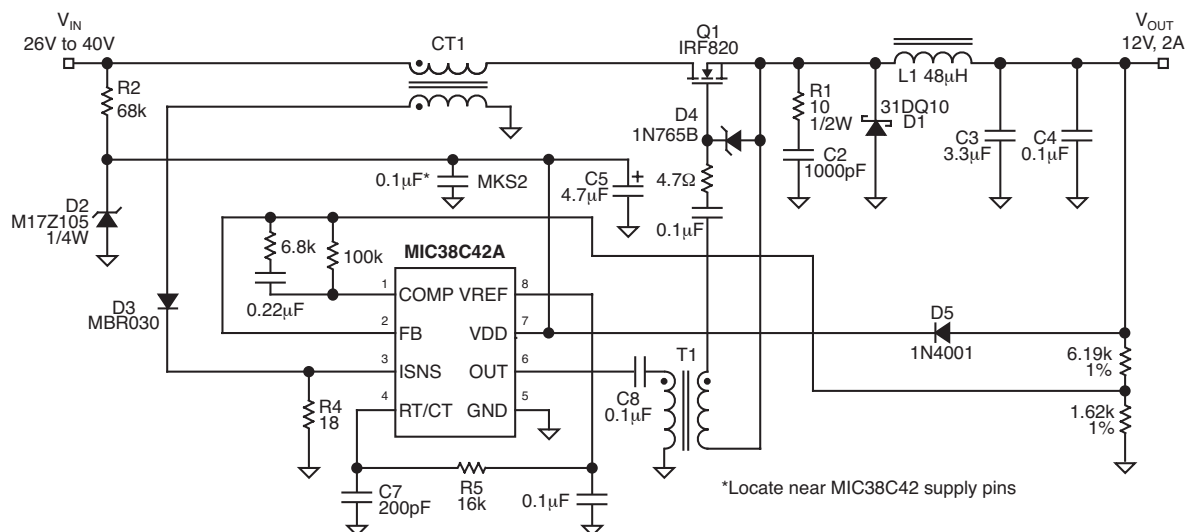 VIN
26V to 40V
CT1
Q1
IRF820
VOUT
12V, 2A
R2
68k
L1 48µH
R1
10
1/2W
31DQ10
D1
D4
1N765B
C3
3.3µF
C4
0.1µF
C2
1000pF
0.1µF*
MKS2
C5
4.7µF
+
4.7Ω
0.1µF
D2
M17Z105
1/4W
6.8k
100k
0.22µF
MIC38C42A
1
COMP
VREF
8
2
FB
VDD
7
3
ISNS
OUT
6
4
RT/CT
GND
5
D3
MBR030
D5
1N4001
T1
6.19k
1%
1.62k
1%
R4
18
C8
0.1µF
C7
200pF
R5
16k
0.1µF
*Locate near MIC38C42 supply pins